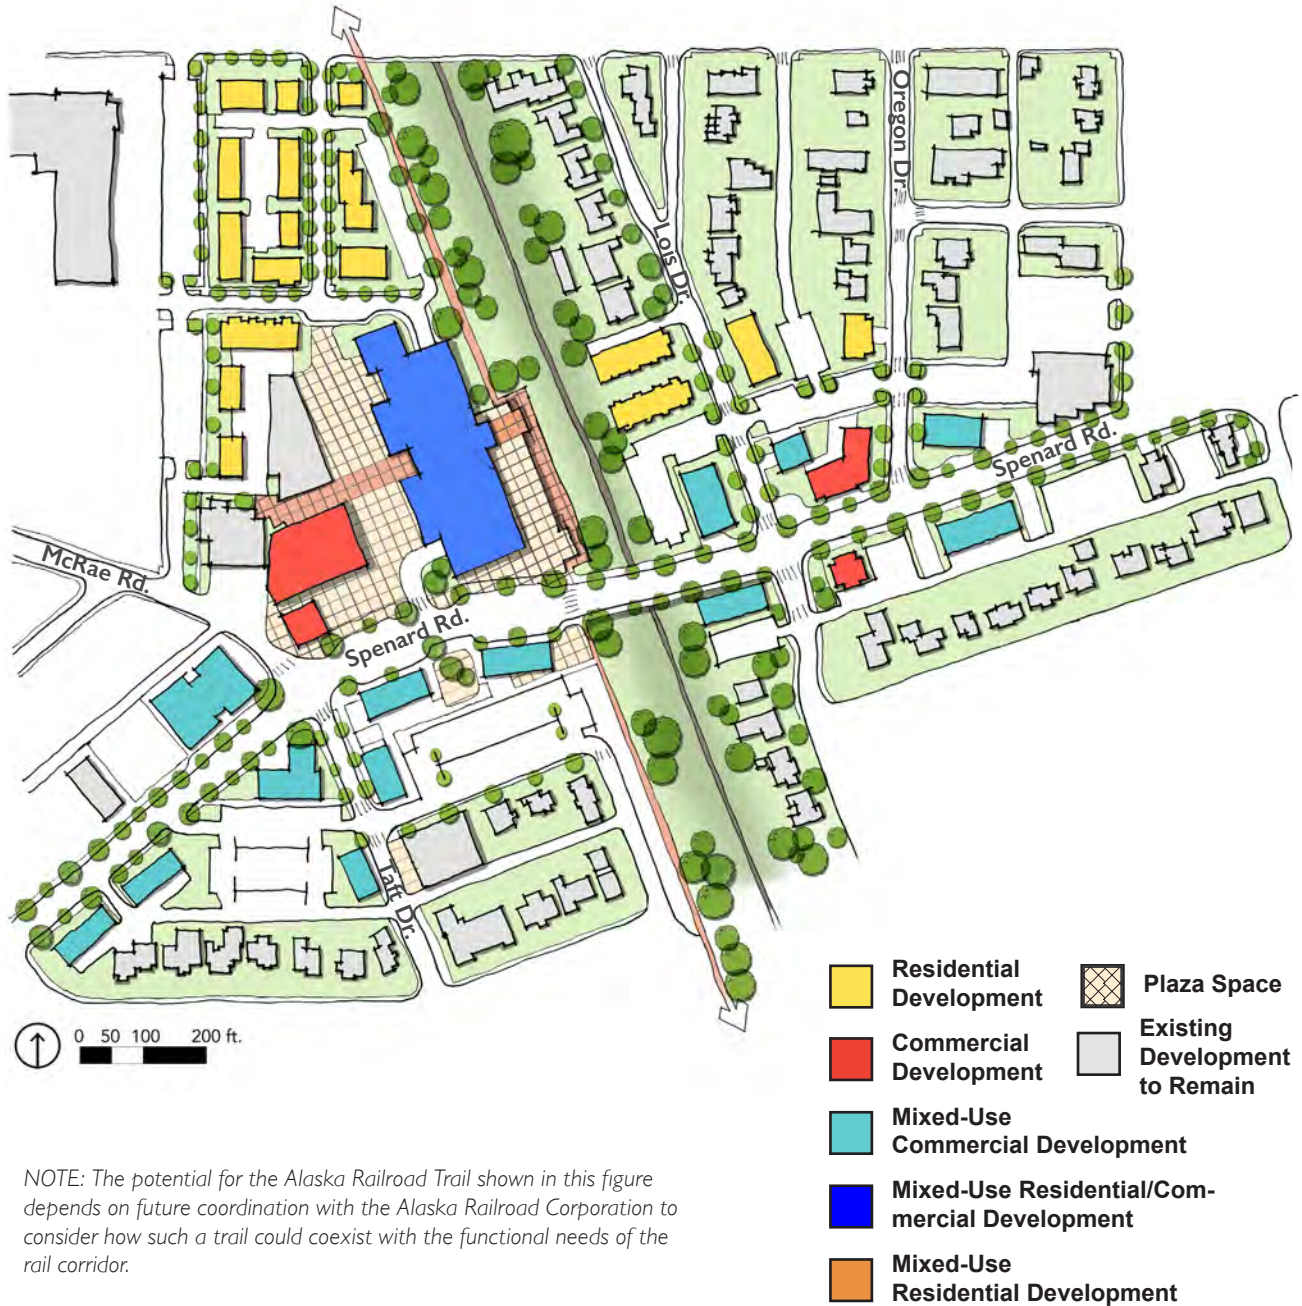 Oregon Dr.
Lois Dr.
Spenard Rd.
McRae Rd.
Spenard Rd.
Taft Dr.
0 50 100 200 ft.
Residential
Development
Plaza Space
Commercial
Development
Existing
Development
to Remain
Mixed-Use
Commercial Development
Mixed-Use Residential/Com-
mercial Development
Mixed-Use
Residential Development
NOTE: The potential for the Alaska Railroad Trail shown in this figure
depends on future coordination with the Alaska Railroad Corporation to
consider how such a trail could coexist with the functional needs of the
rail corridor.